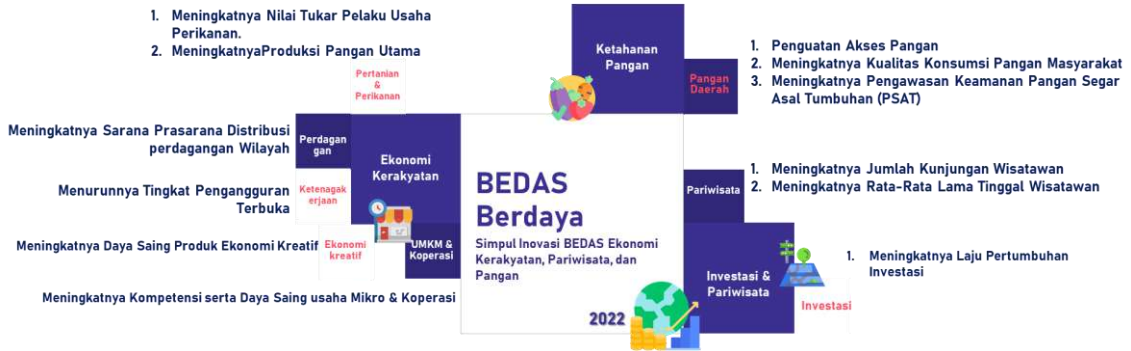 1. Meningkatnya Nilai Tukar Pelaku Usaha
Perikanan.
2. MeningkatnyaProduksi Pangan Utama
Pertanian
&
Perikanan
Ketahanan
Pangan
Pangan
Daerah
1. Penguatan Akses Pangan
2. Meningkatnya Kualitas Konsumsi Pangan Masyarakat
3. Meningkatnya Pengawasan Keamanan Pangan Segar
Asal Tumbuhan (PSAT)
Meningkatnya Sarana Prasarana Distribusi
perdagangan Wilayah
Perdagan
gan
Ekonomi
Kerakyatan
Menurunnya Tingkat Pengangguran
Terbuka
Ketenagak
erjaan
Meningkatnya Daya Saing Produk Ekonomi Kreatif
Ekonomi
kreatif
UMKM &
Koperasi
Meningkatnya Kompetensi serta Daya Saing usaha Mikro & Koperasi
BEDAS
Berdaya
Simpul Inovasi BEDAS Ekonomi
Kerakyatan, Pariwisata, dan
Pangan
2022
Pariwisata
1. Meningkatnya Jumlah Kunjungan Wisatawan
2. Meningkatnya Rata-Rata Lama Tinggal Wisatawan
Investasi &
Pariwisata
Investasi
1. Meningkatnya Laju Pertumbuhan
Investasi